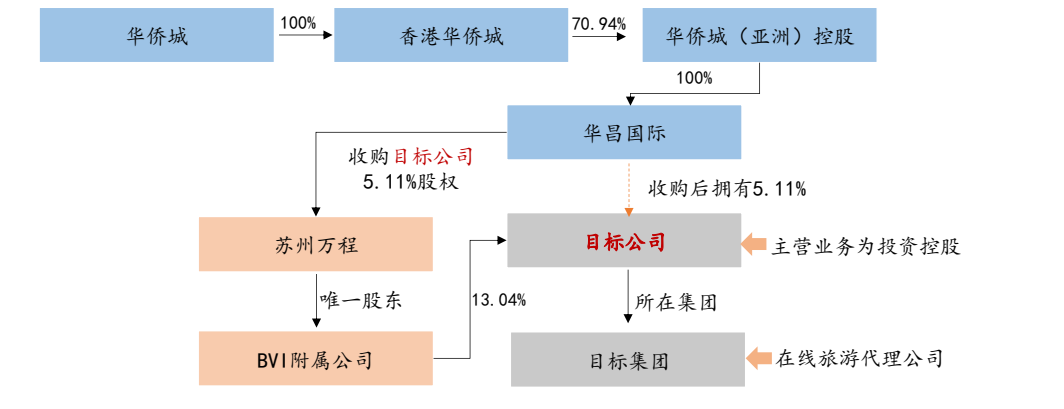 华侨城
100%
香港华侨城
70.94%
华侨城（亚洲）控股
100%
华昌国际
收购目标公司
5.11%股权
收购后拥有5.11%
苏州万程
目标公司
主营业务为投资控股
唯一股东
13.04%
所在集团
BVI附属公司
目标集团
在线旅游代理公司